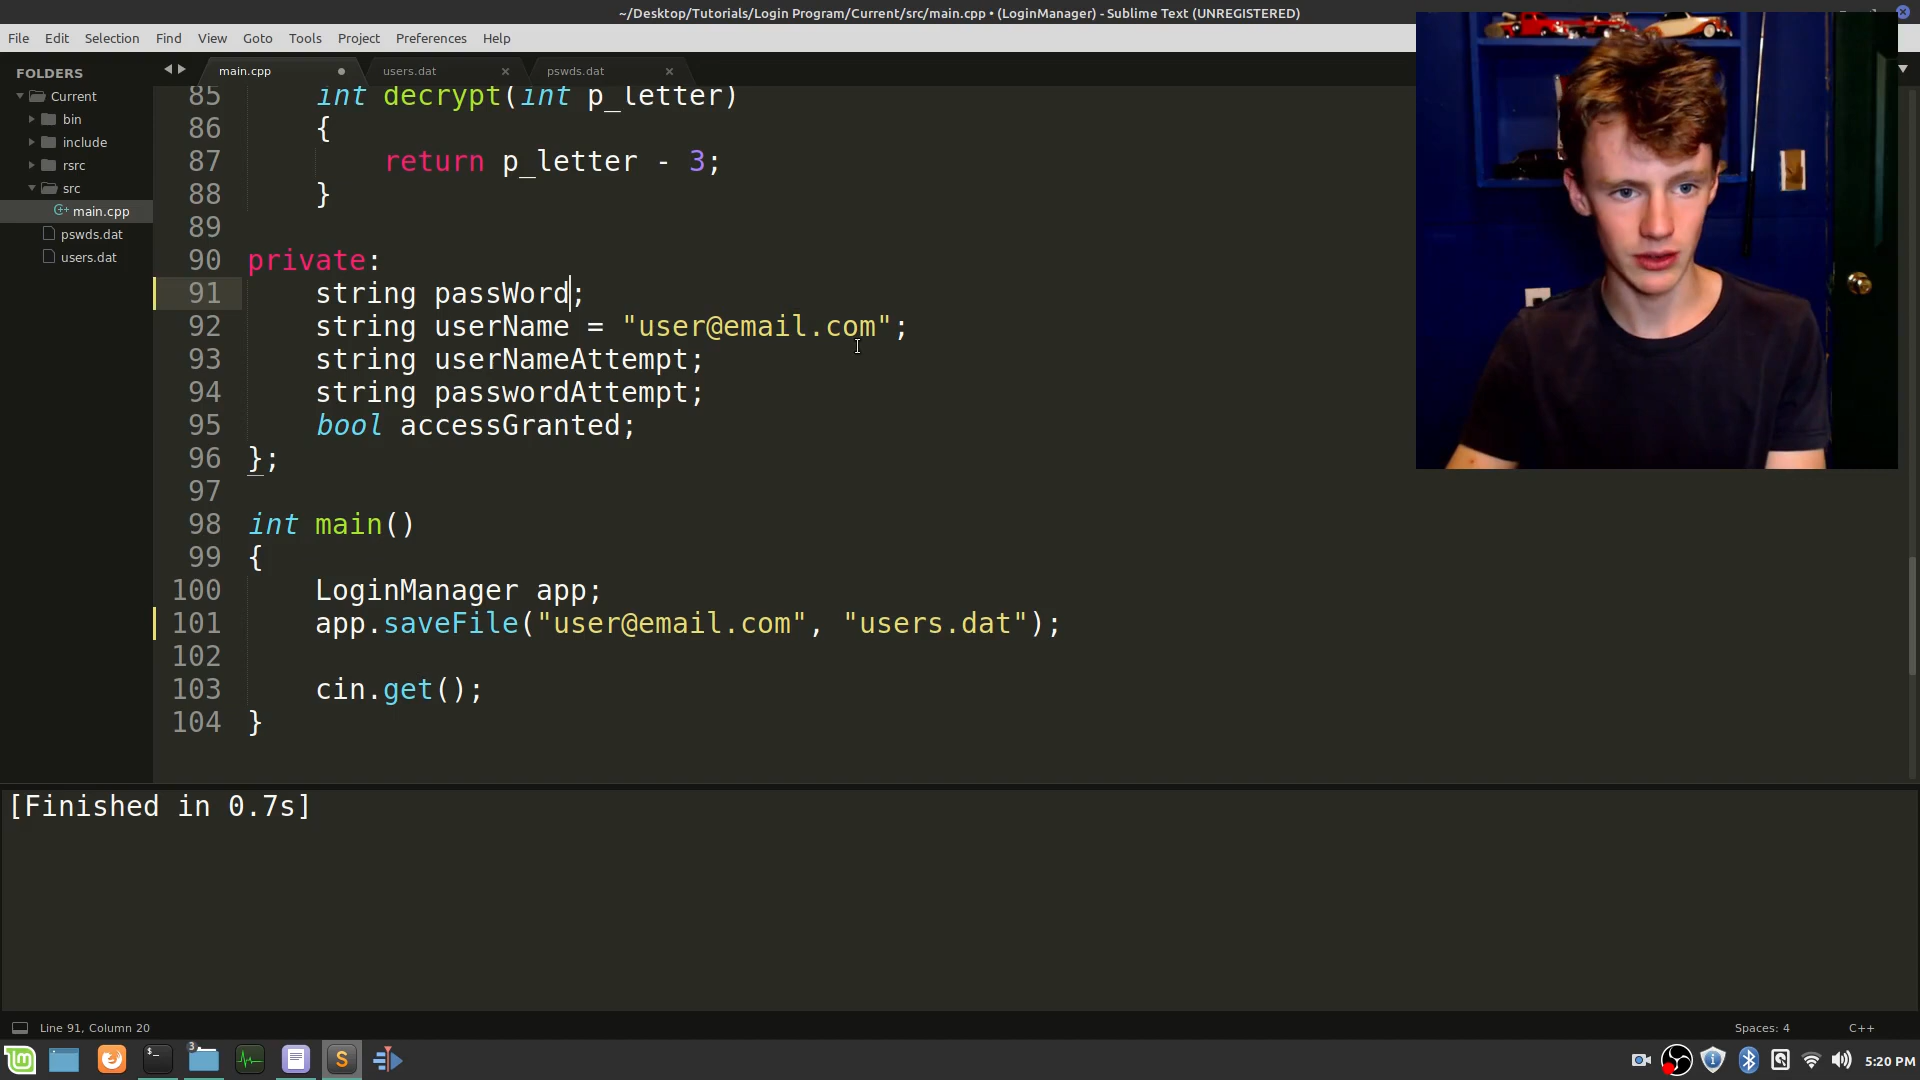 ~/Desktop/Tutorials/Login Program/Current/src/main.cpp • (LoginManager) - Sublime Text (UNREGISTERED)
File Edit Selection Find View Goto Tools Project Preferences Help
FOLDERS
Current
bin
include
rsrc
src
main.cpp
pswds.dat
users.dat
main.cpp users.dat pswds.dat
85 int decrypt(int p_letter)
86 {
87 return p_letter - 3;
88 }
89
90 private:
91 string passWord;
92 string userName = "user@email.com";
93 string userNameAttempt;
94 string passwordAttempt;
95 bool accessGranted;
96 };
97
98 int main()
99 {
100 LoginManager app;
101 app.saveFile("user@email.com", "users.dat");
102
103 cin.get();
104 }
[Finished in 0.7s]
Line 91, Column 20 Spaces: 4 C++
3 5:20 PM